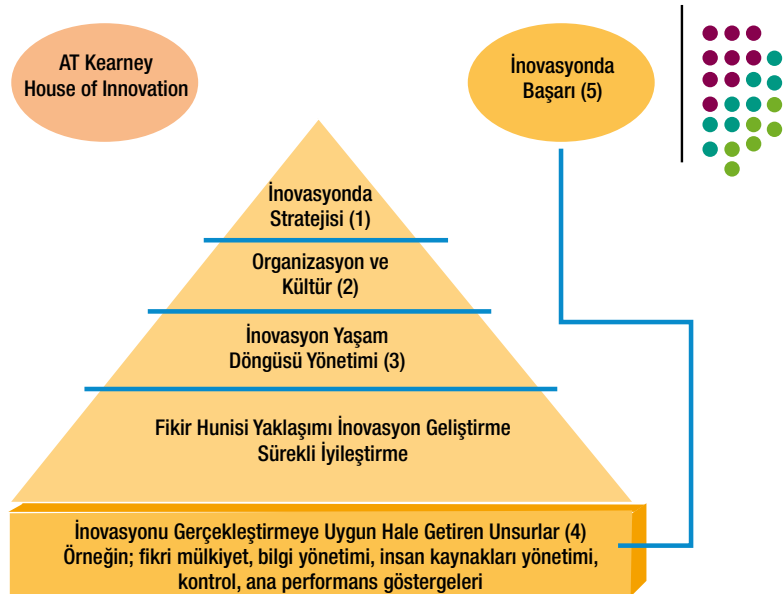 AT Kearney
House of Innovation
İnovasyonda
Başarı (5)
İnovasyonda
Stratejisi (1)
Organizasyon ve
Kültür (2)
İnovasyon Yaşam
Döngüsü Yönetimi (3)
Fikir Hunisi Yaklaşımı İnovasyon Geliştirme
Sürekli İyileştirme
İnovasyonu Gerçekleştirmeye Uygun Hale Getiren Unsurlar (4)
Örneğin; fikri mülkiyet, bilgi yönetimi, insan kaynakları yönetimi,
kontrol, ana performans göstergeleri